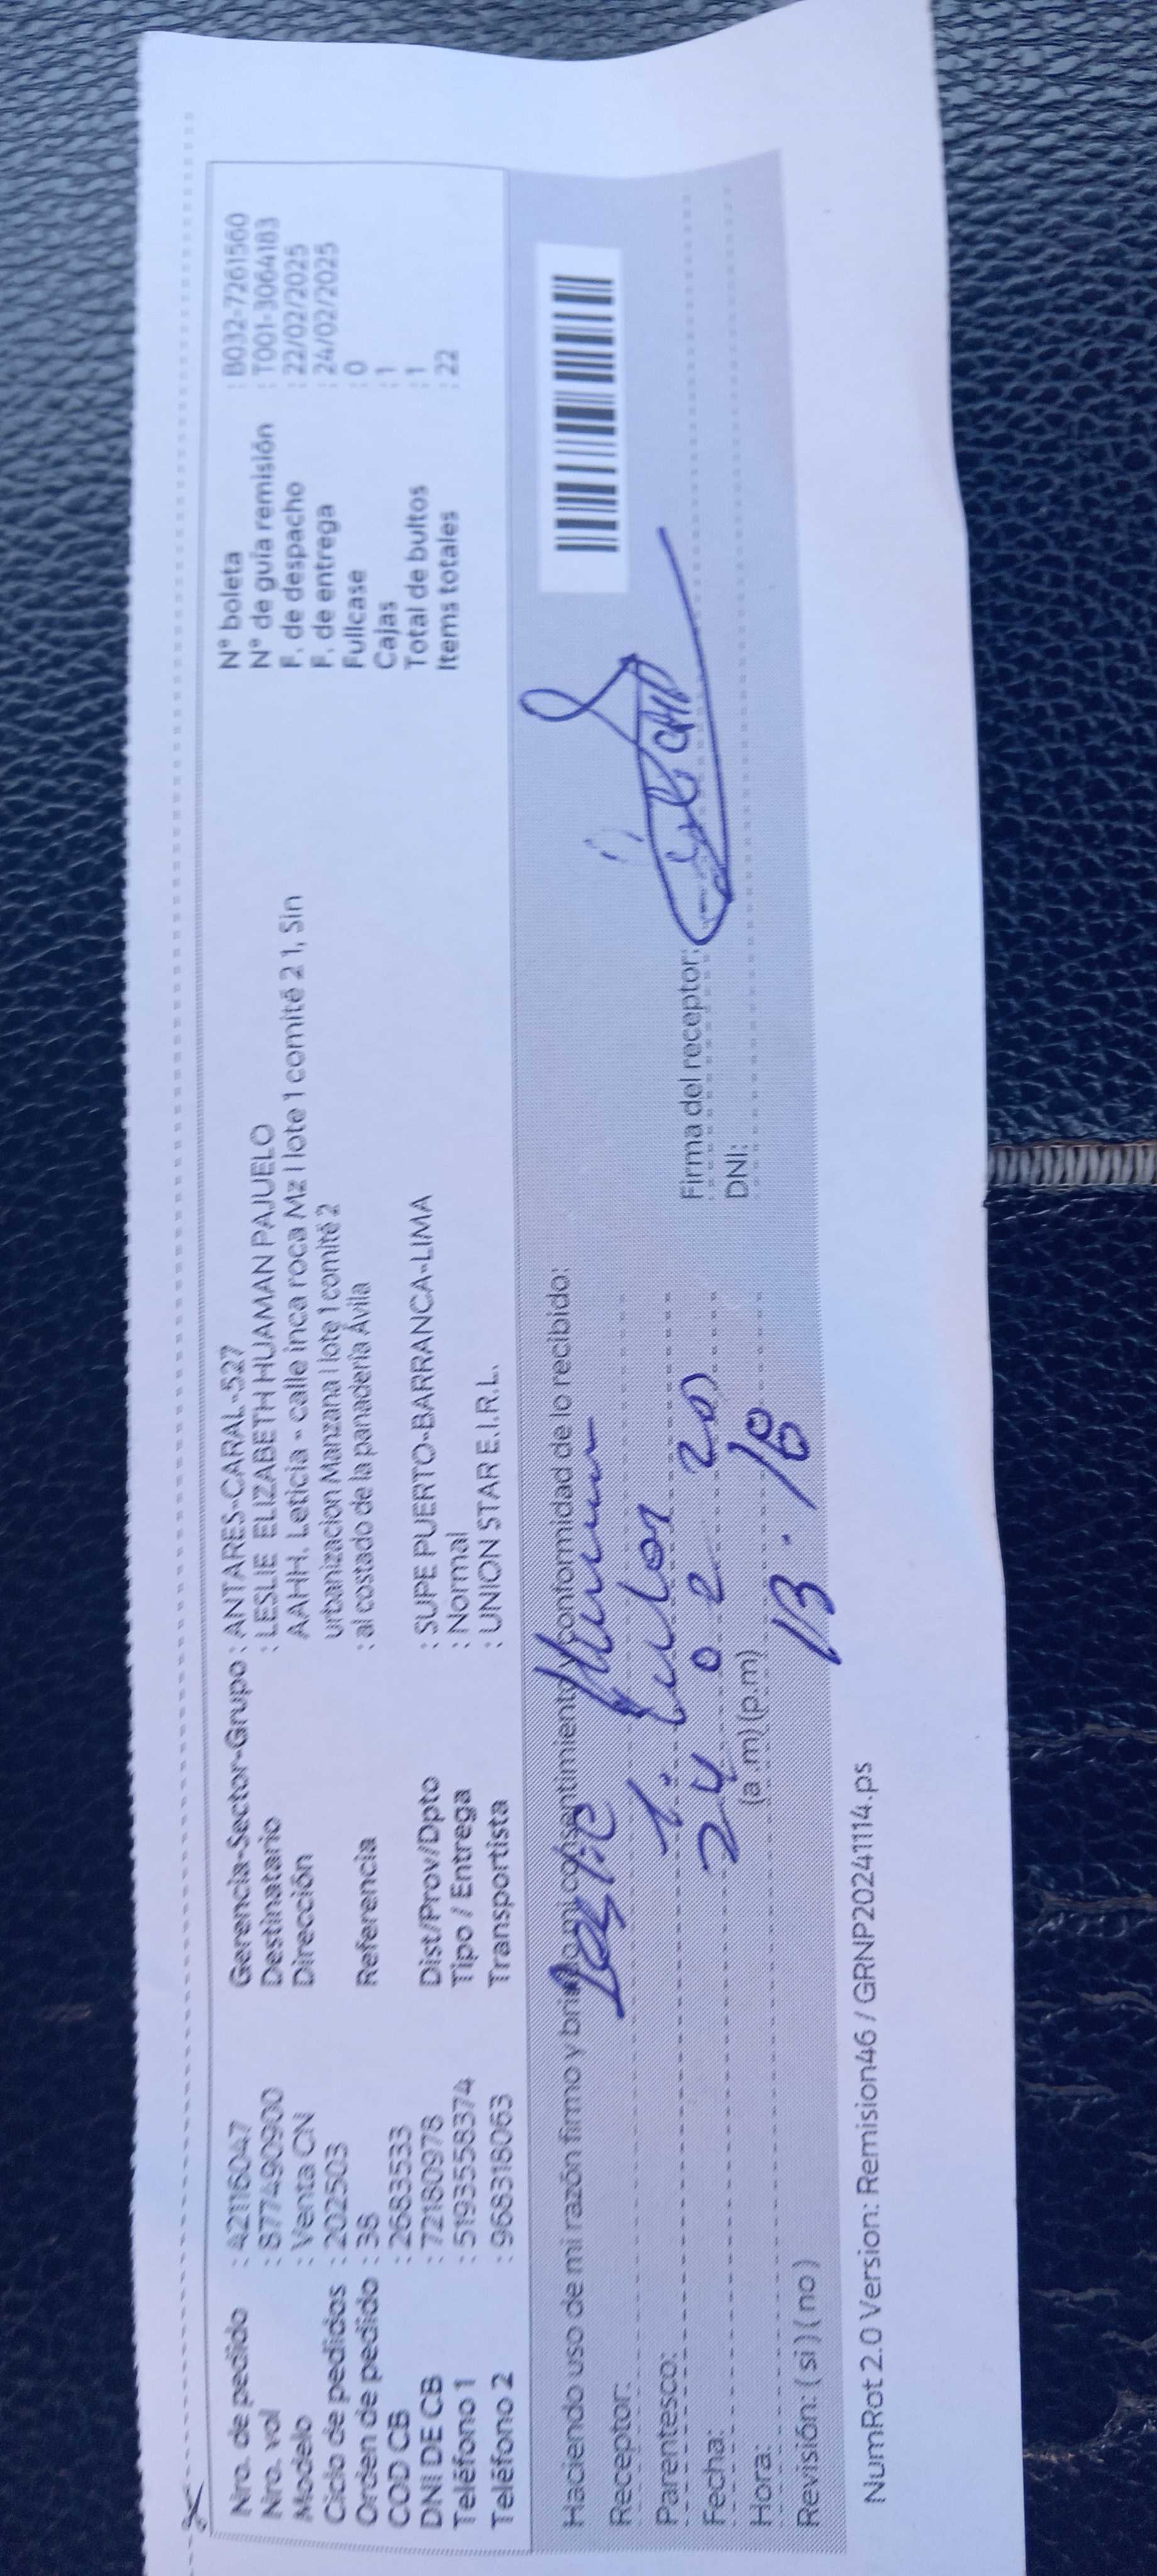 Nro. de pedido : 421116047
Nro. vol : 877490900
Modelo : Venta CN
Ciclo de pedidos : 202503
Orden de pedido : 38
COD CB : 2683533
DNI DE CB : 72180978
Teléfono 1 : 5193558374
Teléfono 2 : 968318063
Gerencia-Sector-Grupo : ANTARES-CARAL-527
Destinatario : LESLIE ELIZABETH HUAMAN PAJUELO
Dirección AAHH. Leticia - calle inca roca Mz I lote 1 comité 2 1, Sin
urbanizacion Manzana I lote 1 comité 2
Referencia : al costado de la panadería Ávila
Dist/Prov/Dpto : SUPE PUERTO-BARRANCA-LIMA
Tipo / Entrega : Normal
Transportista : UNION STAR E.I.R.L.
N° boleta : B032-7261560
N° de guía remisión : T001-3064183
F. de despacho : 22/02/2025
F. de entrega : 24/02/2025
Fullcase : 0
Cajas : 1
Total de bultos : 1
Items totales : 22
Haciendo uso de mi razón firmo y brindo mi consentimiento y conformidad de lo recibido:
Receptor: Leslie
Parentesco:
Fecha: 24 02
Hora: (a .m) (p.m) 13.18
Revisión: ( si ) ( no )
Firma del receptor:
DNI:
NumRot 2.0 Version: Remision46 / GRNP20241114.ps